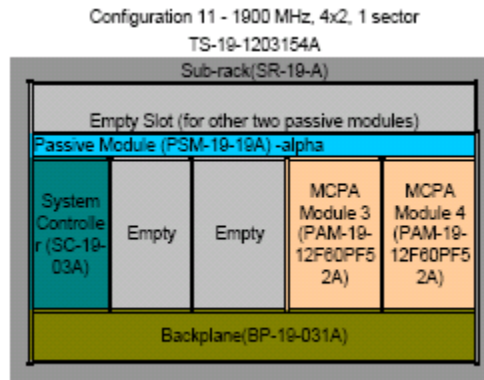 Configuration 11 - 1900 MHz, 4x2, 1 sector
TS-19-1203154A
Sub-rack(SR-19-A)
Empty Slot (for other two passive modules)
Passive Module (PSM-19-19A) -alpha
System
Controlle
r (SC-19-
03A)
Empty
Empty
MCPA
Module 3
(PAM-19-
12F60PF5
2A)
MCPA
Module 4
(PAM-19-
12F60PF5
2A)
Backplane(BP-19-031A)